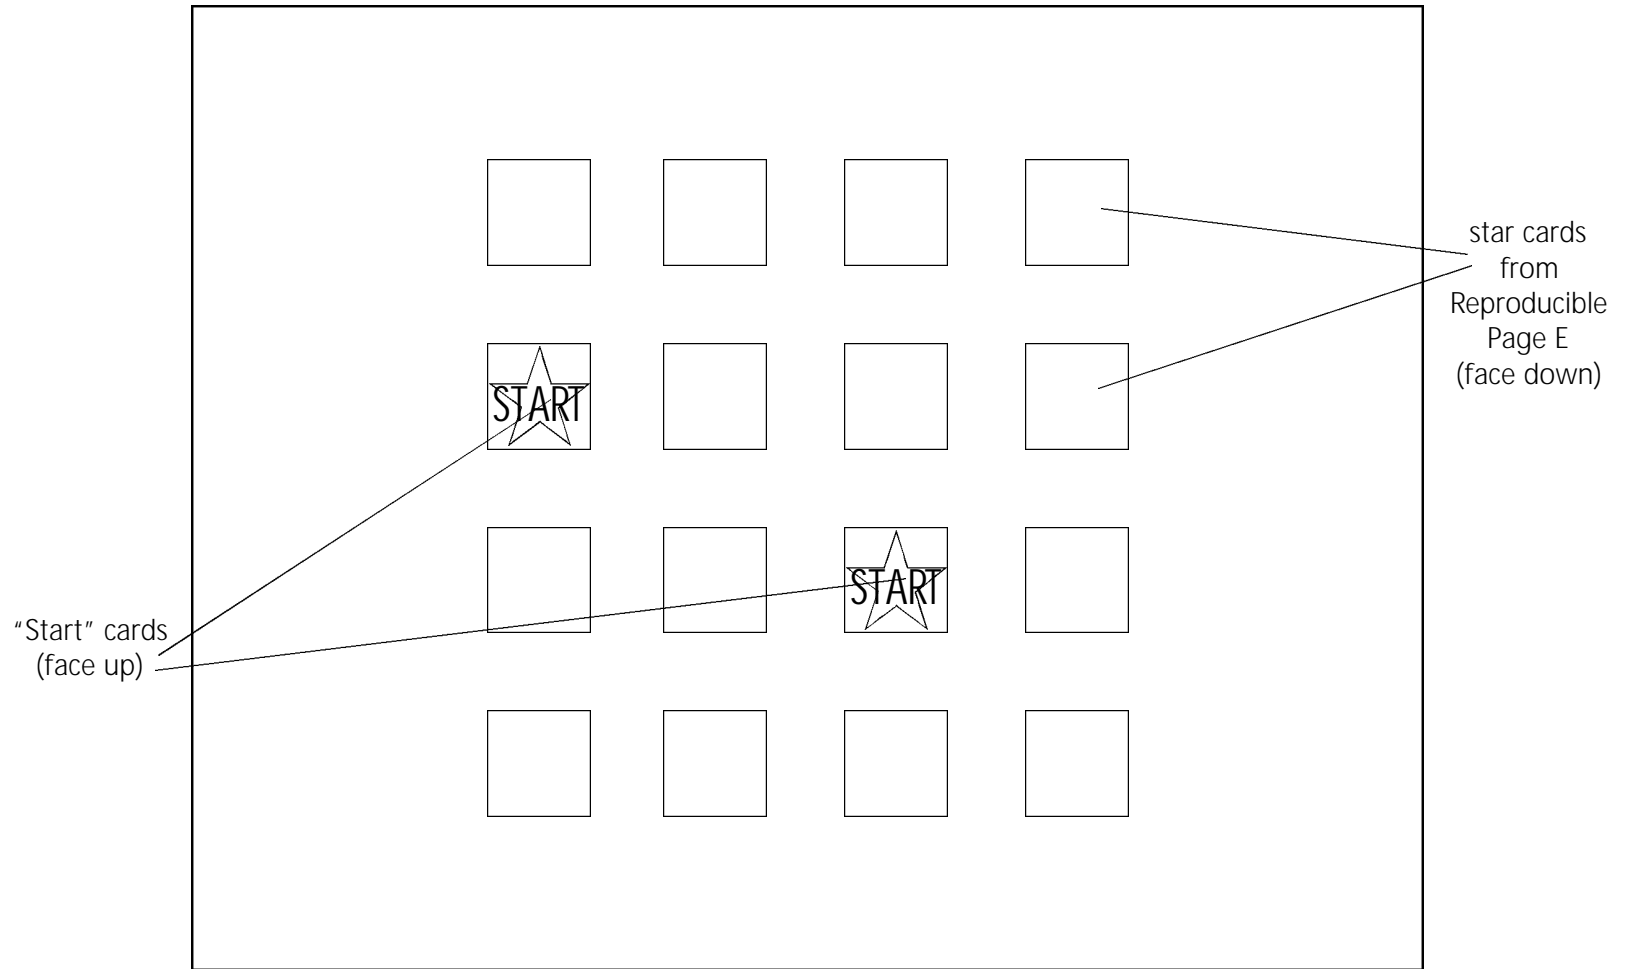 star cards
from
Reproducible
Page E
(face down)
START
START
“Start” cards
(face up)